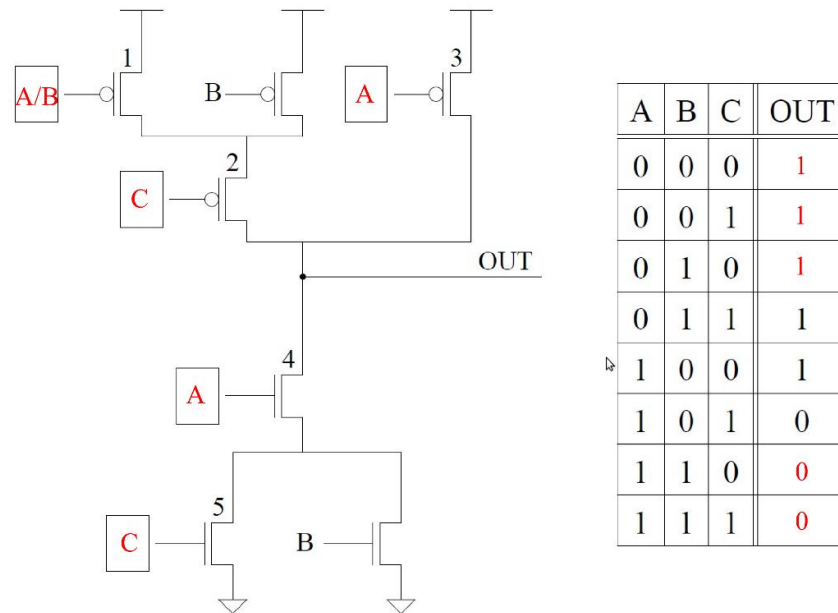 1
3
A/B
B
A
2
C
OUT
4
A
5
C
B
A B C OUT
0 0 0 1
0 0 1 1
0 1 0 1
0 1 1 1
1 0 0 1
1 0 1 0
1 1 0 0
1 1 1 0